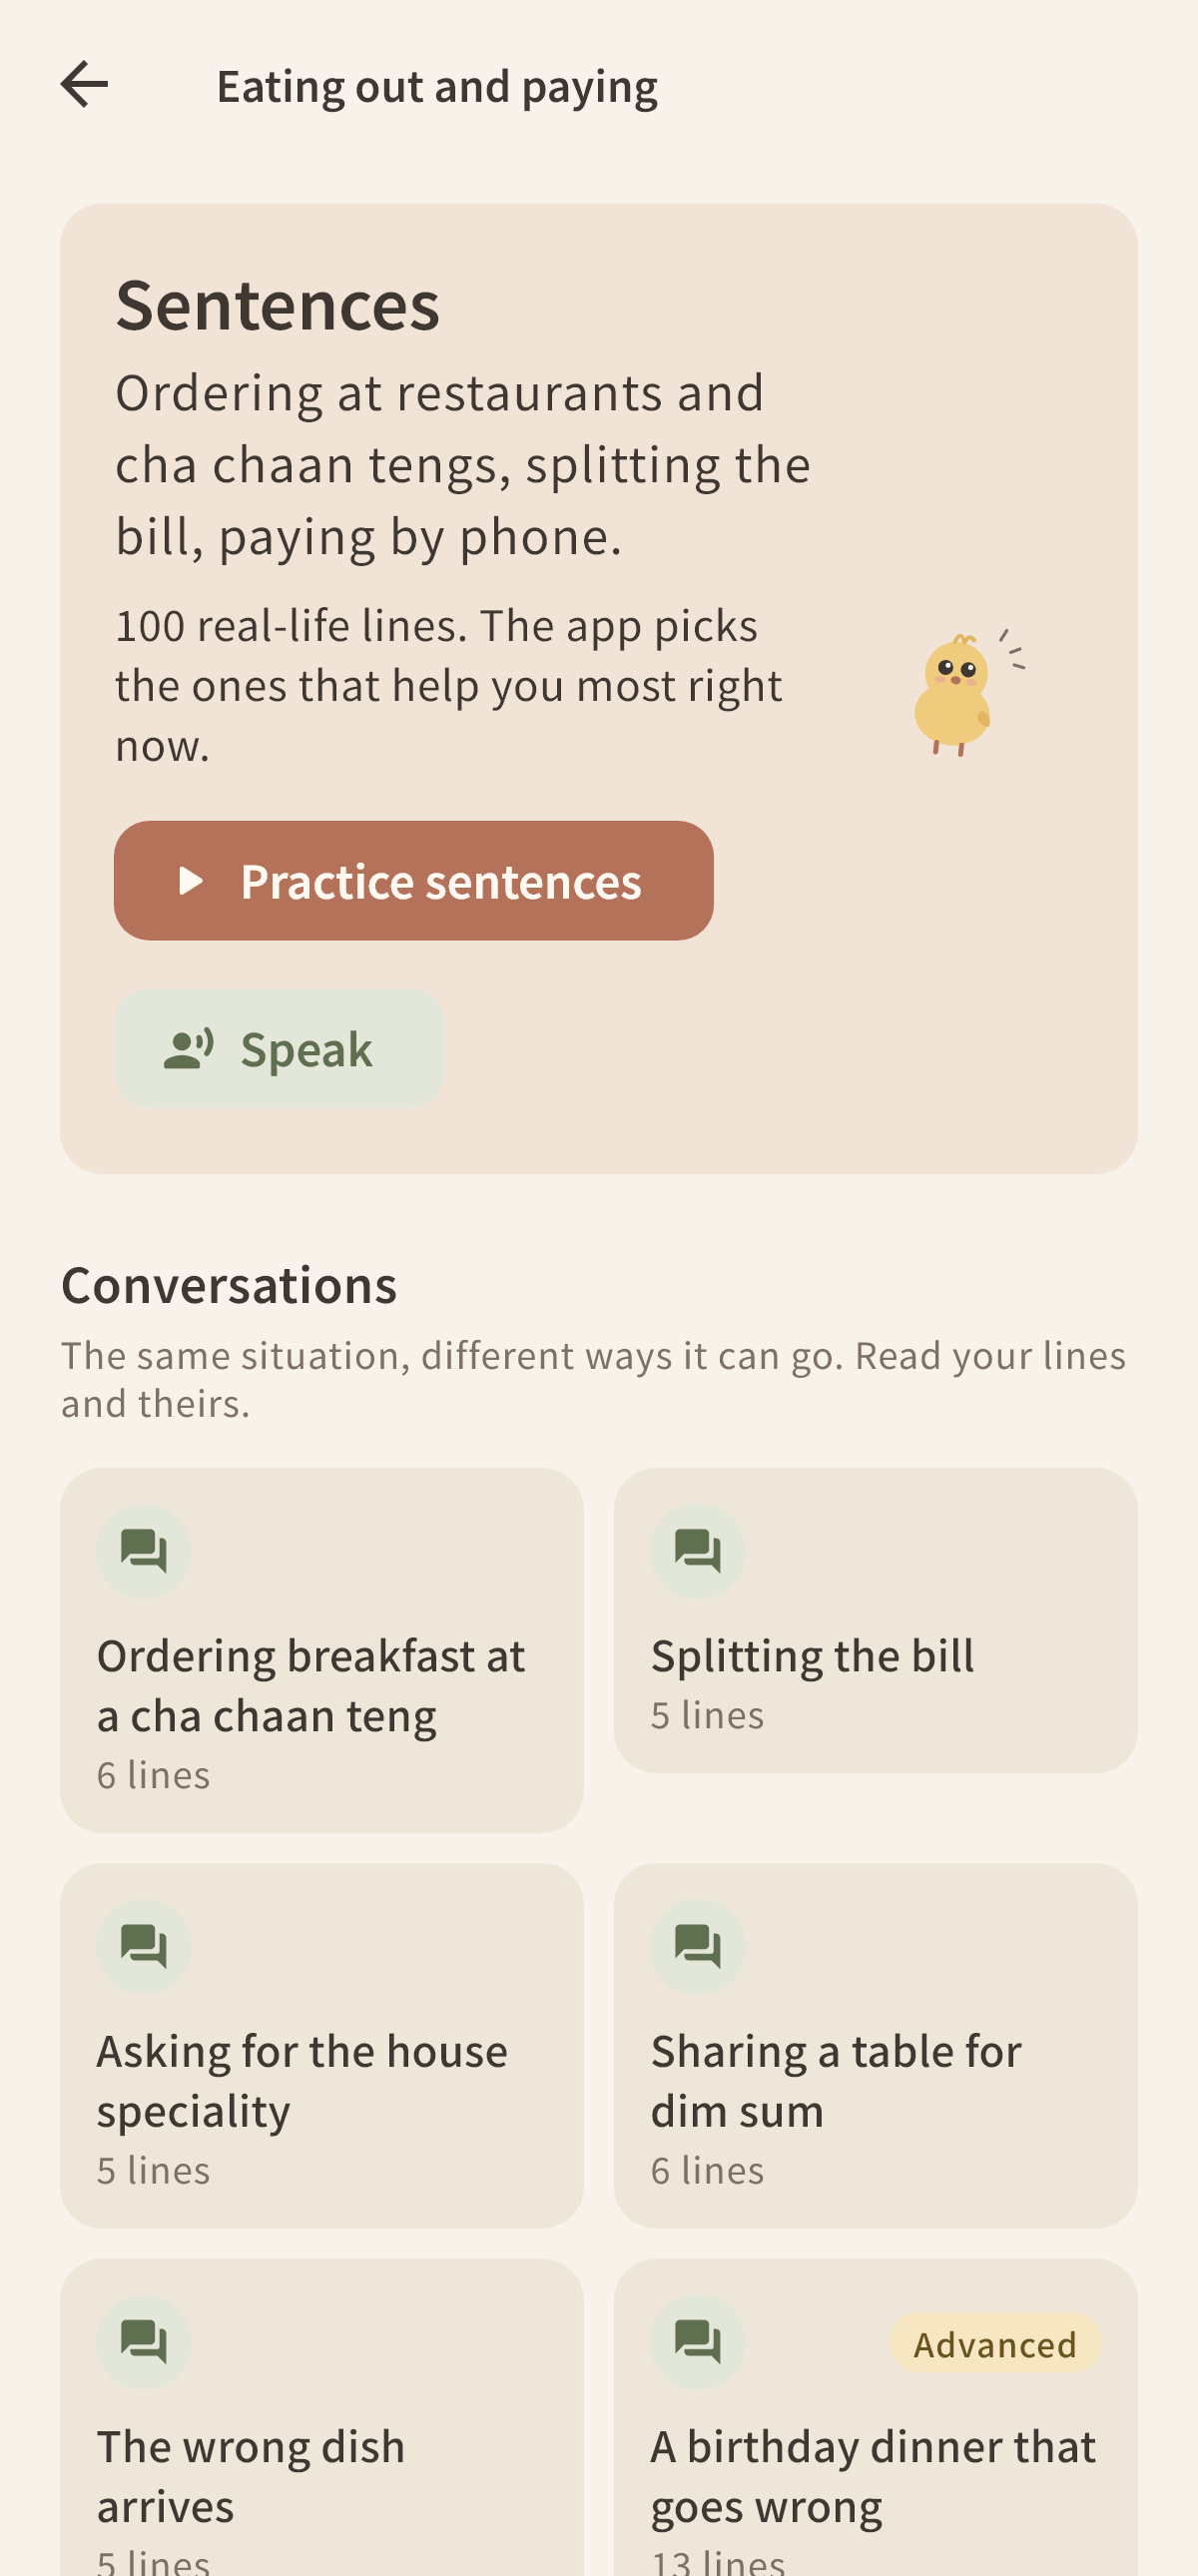 Eating out and paying
Sentences
Ordering at restaurants and
cha chaan tengs, splitting the
bill, paying by phone.
100 real-life lines. The app picks
the ones that help you most right
now.
Practice sentences
Speak
Conversations
The same situation, different ways it can go. Read your lines
and theirs.
Ordering breakfast at
a cha chaan teng
6 lines
Splitting the bill
5 lines
Asking for the house
speciality
5 lines
Sharing a table for
dim sum
6 lines
The wrong dish
arrives
5 lines
Advanced
A birthday dinner that
goes wrong
13 lines